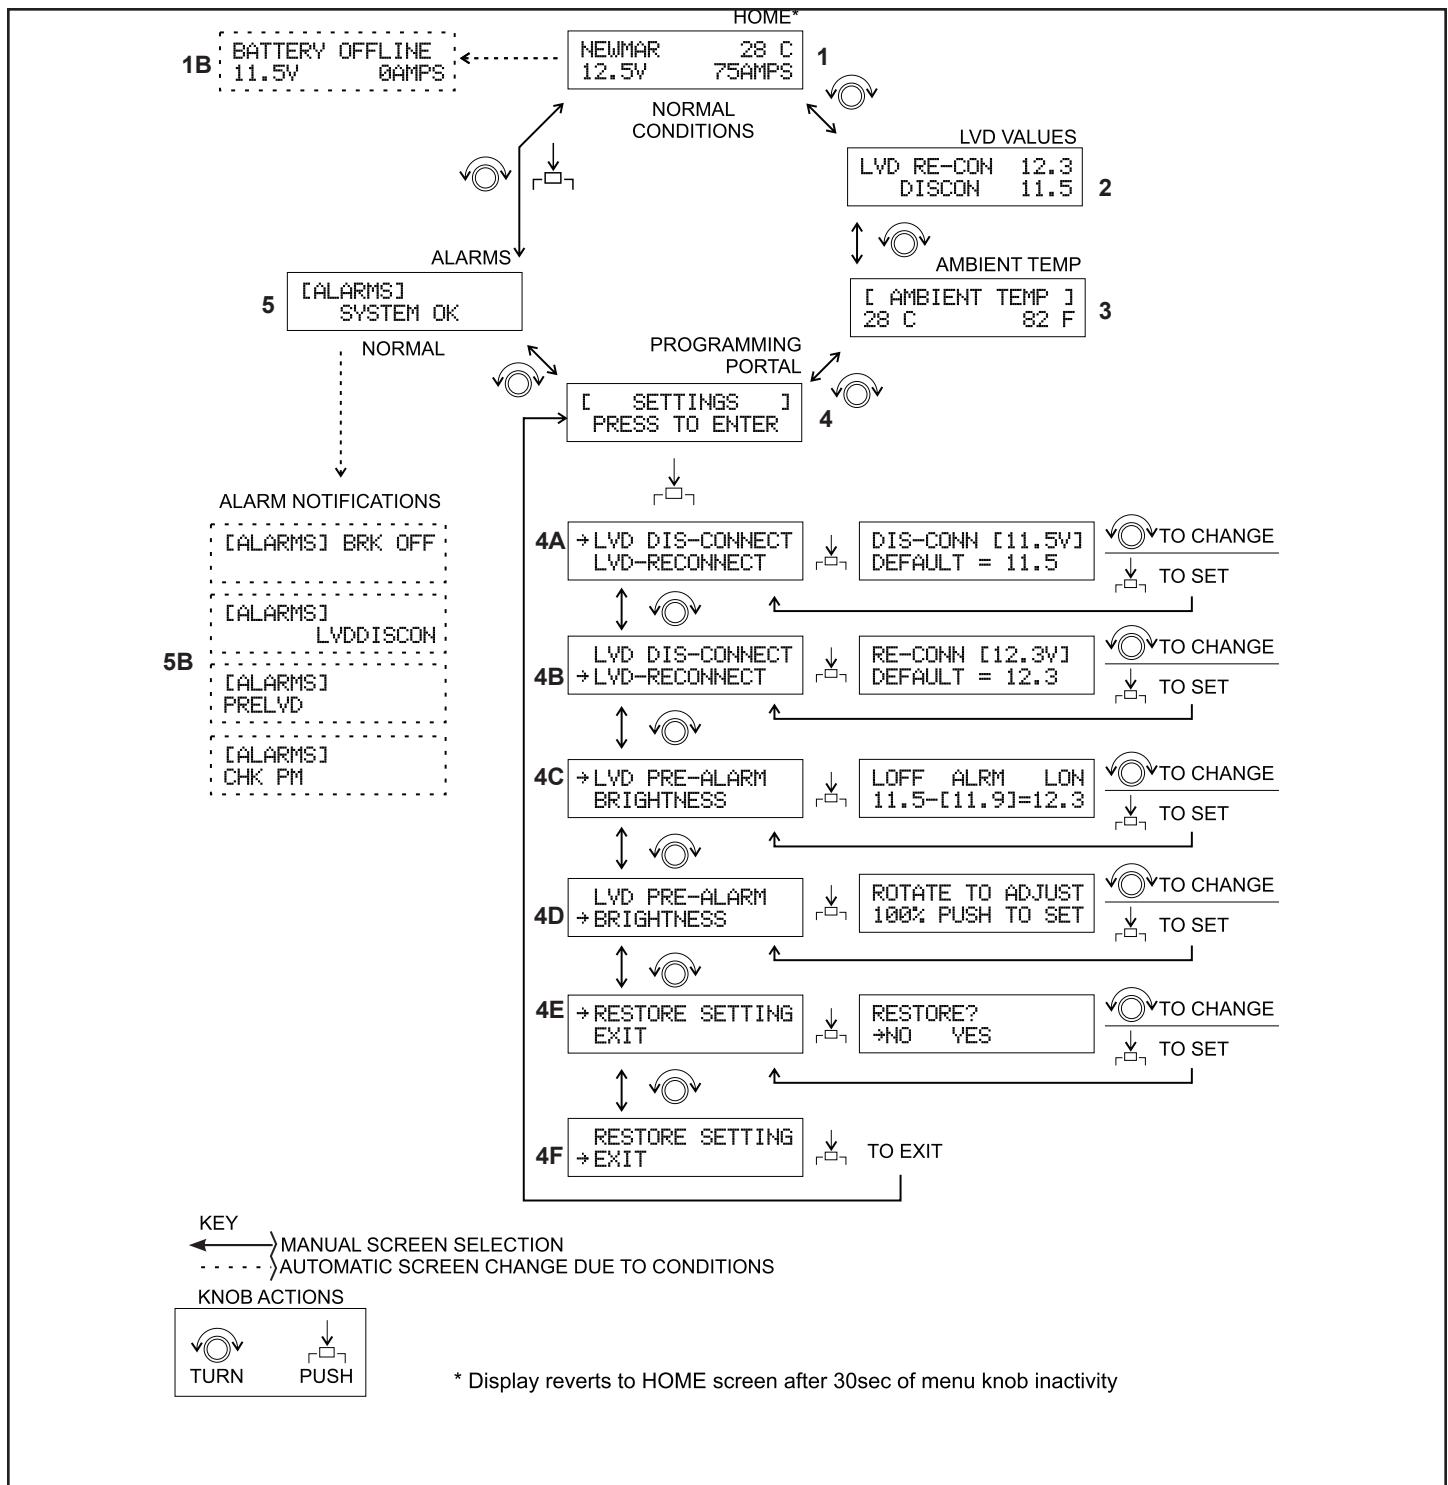 HOME*
1B
BATTERY OFFLINE
11.5V 0AMPS
NEWMAR 28 C
12.5V 75AMPS
1
NORMAL
CONDITIONS
LVD VALUES
LVD RE-CON 12.3
DISCON 11.5
2
ALARMS
5
[ALARMS]
SYSTEM OK
NORMAL
AMBIENT TEMP
[ AMBIENT TEMP ]
28 C 82 F
3
PROGRAMMING
PORTAL
[ SETTINGS ]
PRESS TO ENTER
4
ALARM NOTIFICATIONS
5B
[ALARMS] BRK OFF
[ALARMS]
LVDDISCON
[ALARMS]
PRELVD
[ALARMS]
CHK PM
4A
→LVD DIS-CONNECT
LVD-RECONNECT
DIS-CONN [11.5V]
DEFAULT = 11.5
TO CHANGE
TO SET
4B
LVD DIS-CONNECT
→LVD-RECONNECT
RE-CONN [12.3V]
DEFAULT = 12.3
TO CHANGE
TO SET
4C
→LVD PRE-ALARM
BRIGHTNESS
LOFF ALRM LON
11.5-[11.9]=12.3
TO CHANGE
TO SET
4D
LVD PRE-ALARM
→BRIGHTNESS
ROTATE TO ADJUST
100% PUSH TO SET
TO CHANGE
TO SET
4E
→RESTORE SETTING
EXIT
RESTORE?
→NO YES
TO CHANGE
TO SET
4F
RESTORE SETTING
→EXIT
TO EXIT
KEY
MANUAL SCREEN SELECTION
AUTOMATIC SCREEN CHANGE DUE TO CONDITIONS
KNOB ACTIONS
TURN PUSH
* Display reverts to HOME screen after 30sec of menu knob inactivity